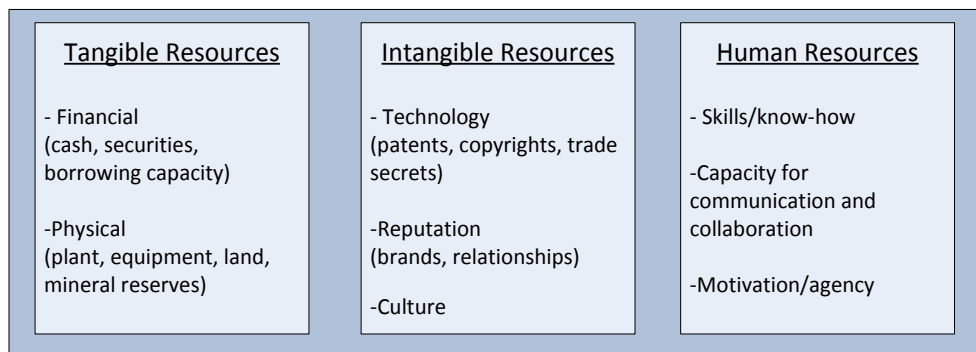 Tangible Resources
- Financial
(cash, securities,
borrowing capacity)
-Physical
(plant, equipment, land,
mineral reserves)
Intangible Resources
- Technology
(patents, copyrights, trade
secrets)
-Reputation
(brands, relationships)
-Culture
Human Resources
- Skills/know-how
-Capacity for
communication and
collaboration
-Motivation/agency